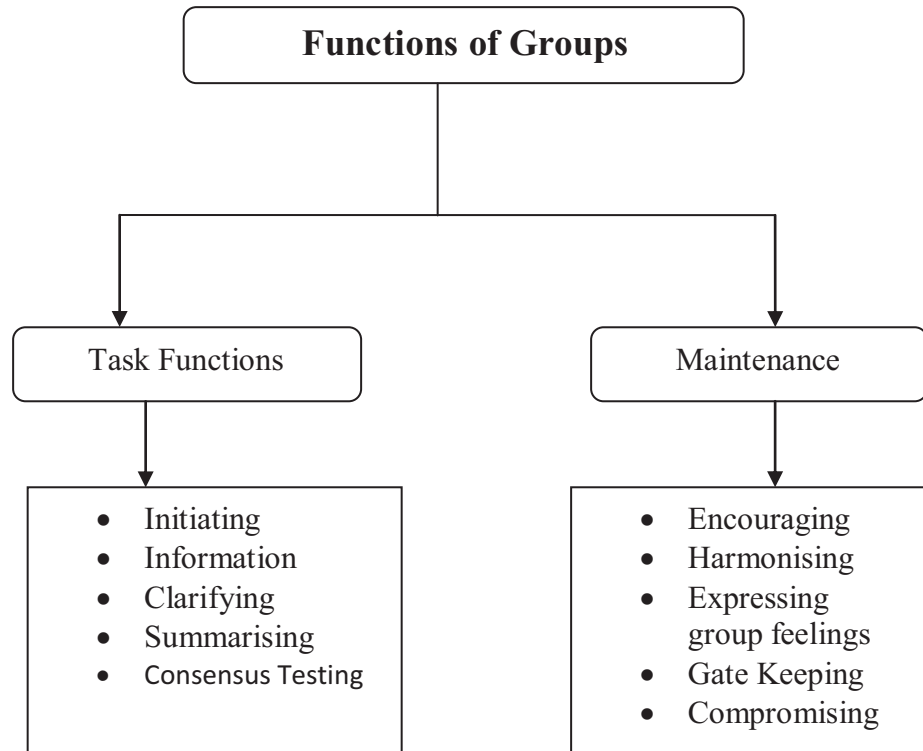 Functions of Groups
Task Functions
Maintenance
• Initiating
• Information
• Clarifying
• Summarising
• Consensus Testing
• Encouraging
• Harmonising
• Expressing
group feelings
• Gate Keeping
• Compromising